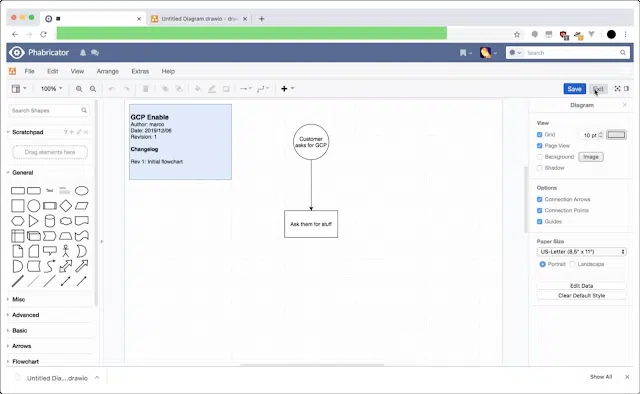 Untitled Diagram.drawio - draw
Phabricator
Search
File Edit View Arrange Extras Help
100%
Save
Exit
Search Shapes
Scratchpad
Drag elements here
General
Text
Misc
Advanced
Basic
Arrows
Flowchart
GCP Enable
Author: marco
Date: 2019/12/06
Revision: 1
Changelog
Rev 1: Initial flowchart
Customer
asks for GCP
Ask them for stuff
Diagram
View
Grid 10 pt
Page View
Background Image
Shadow
Options
Connection Arrows
Connection Points
Guides
Paper Size
US-Letter (8,5" x 11")
Portrait Landscape
Edit Data
Clear Default Style
Untitled Dia....drawio
Show All